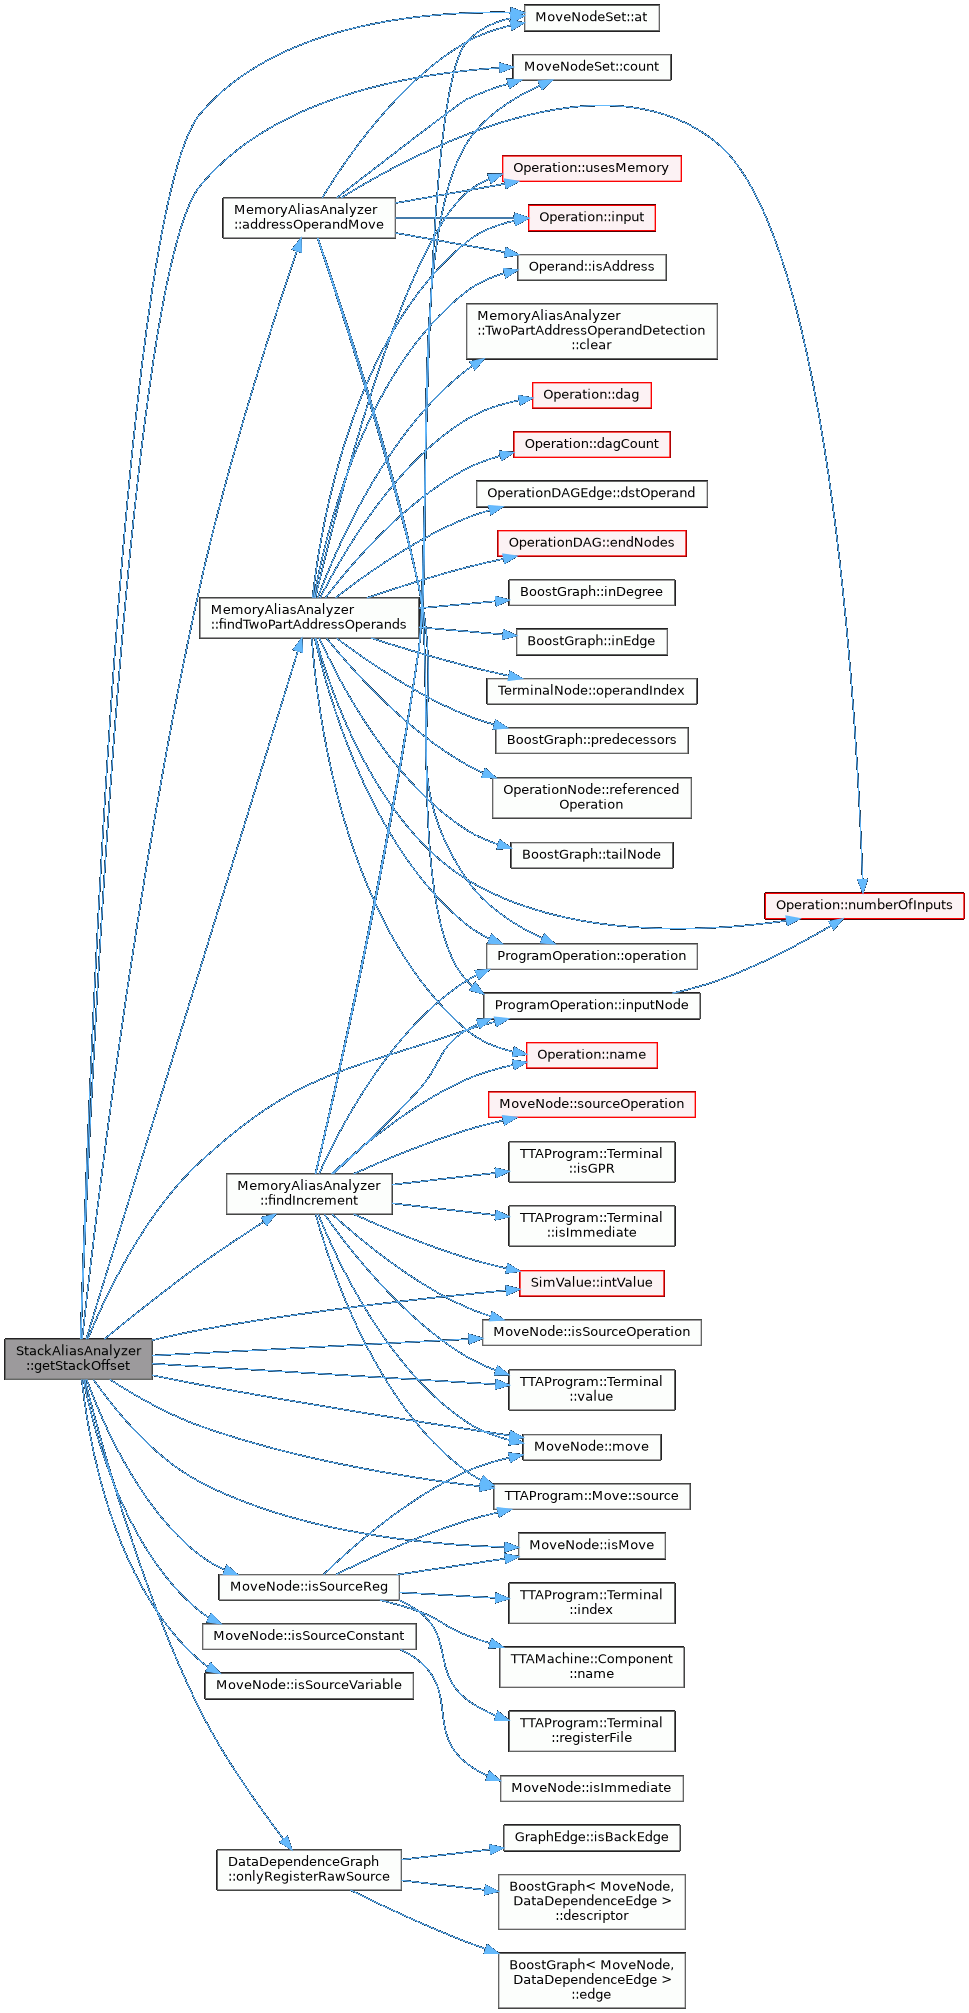 MoveNodeSet::at
MoveNodeSet::count
Operation::usesMemory
MemoryAliasAnalyzer
::addressOperandMove
Operation::input
Operand::isAddress
MemoryAliasAnalyzer
::TwoPartAddressOperandDetection
::clear
Operation::dag
Operation::dagCount
OperationDAGEdge::dstOperand
OperationDAG::endNodes
BoostGraph::inDegree
MemoryAliasAnalyzer
::findTwoPartAddressOperands
BoostGraph::inEdge
TerminalNode::operandIndex
BoostGraph::predecessors
OperationNode::referenced
Operation
BoostGraph::tailNode
Operation::numberOfInputs
ProgramOperation::operation
ProgramOperation::inputNode
Operation::name
MoveNode::sourceOperation
TTAProgram::Terminal
::isGPR
MemoryAliasAnalyzer
::findIncrement
TTAProgram::Terminal
::isImmediate
SimValue::intValue
MoveNode::isSourceOperation
StackAliasAnalyzer
::getStackOffset
TTAProgram::Terminal
::value
MoveNode::move
TTAProgram::Move::source
MoveNode::isMove
MoveNode::isSourceReg
TTAProgram::Terminal
::index
MoveNode::isSourceConstant
TTAMachine::Component
::name
MoveNode::isSourceVariable
TTAProgram::Terminal
::registerFile
MoveNode::isImmediate
GraphEdge::isBackEdge
DataDependenceGraph
::onlyRegisterRawSource
BoostGraph< MoveNode,
DataDependenceEdge >
::descriptor
BoostGraph< MoveNode,
DataDependenceEdge >
::edge